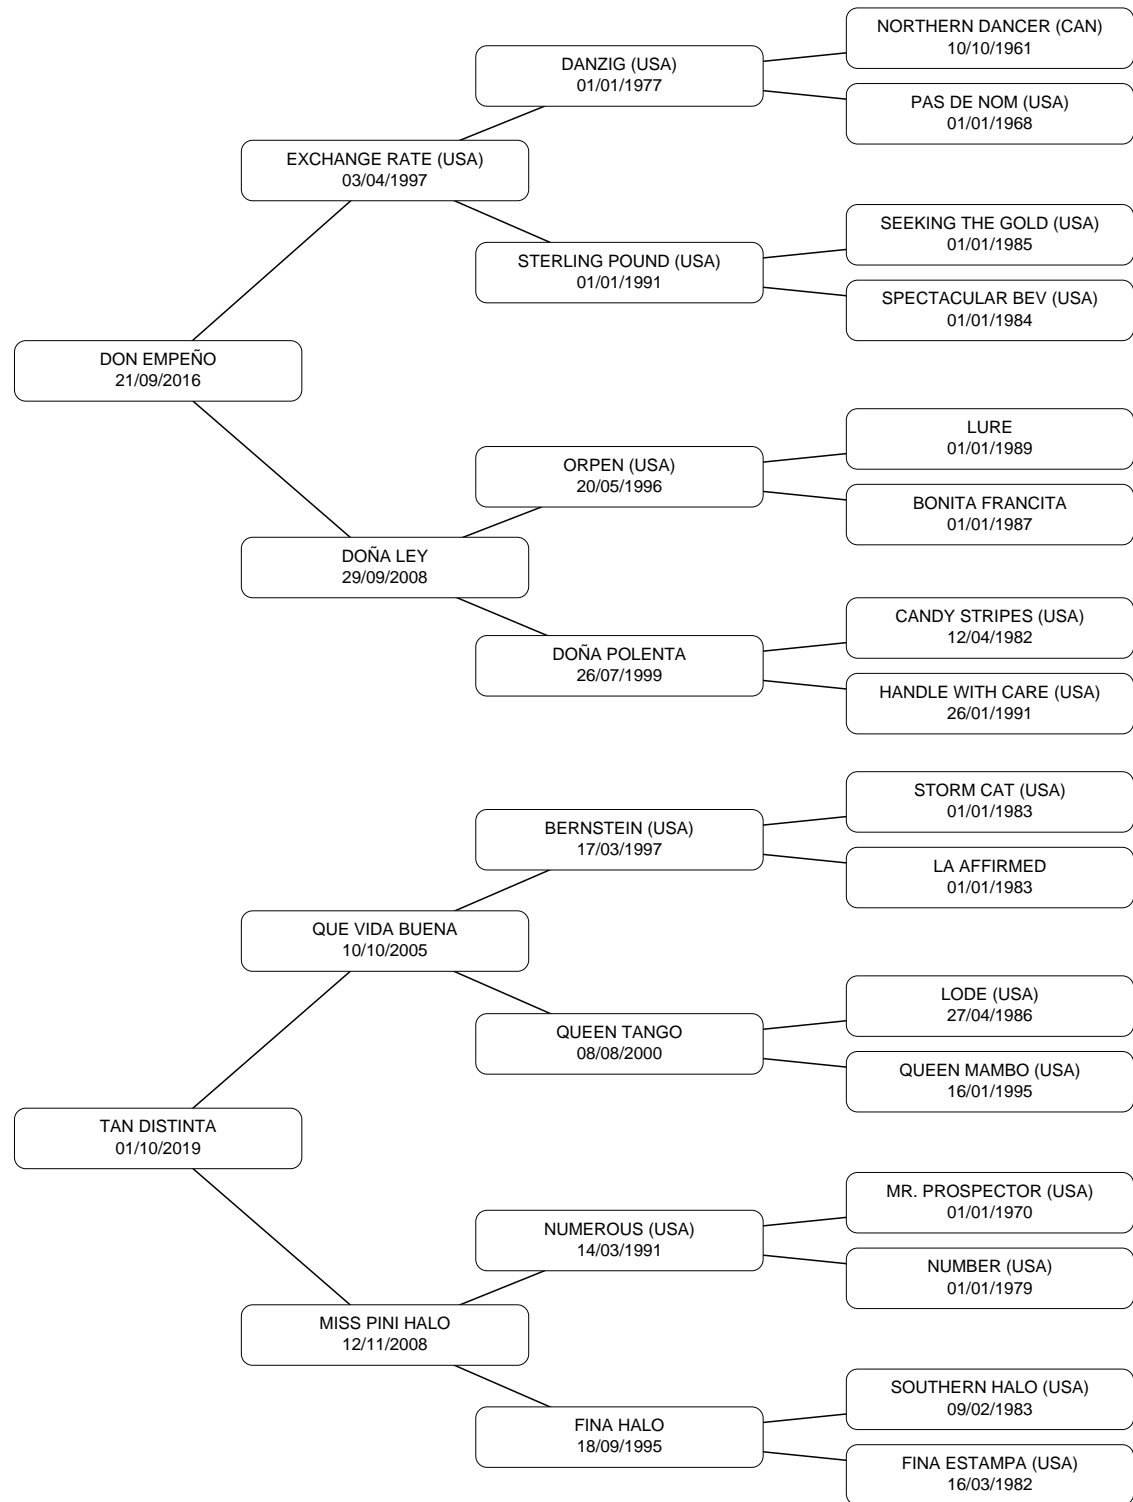 NORTHERN DANCER (CAN)
10/10/1961
DANZIG (USA)
01/01/1977
PAS DE NOM (USA)
01/01/1968
EXCHANGE RATE (USA)
03/04/1997
SEEKING THE GOLD (USA)
01/01/1985
STERLING POUND (USA)
01/01/1991
SPECTACULAR BEV (USA)
01/01/1984
DON EMPEÑO
21/09/2016
LURE
01/01/1989
ORPEN (USA)
20/05/1996
BONITA FRANCITA
01/01/1987
DOÑA LEY
29/09/2008
CANDY STRIPES (USA)
12/04/1982
DOÑA POLENTA
26/07/1999
HANDLE WITH CARE (USA)
26/01/1991
STORM CAT (USA)
01/01/1983
BERNSTEIN (USA)
17/03/1997
LA AFFIRMED
01/01/1983
QUE VIDA BUENA
10/10/2005
LODE (USA)
27/04/1986
QUEEN TANGO
08/08/2000
QUEEN MAMBO (USA)
16/01/1995
TAN DISTINTA
01/10/2019
MR. PROSPECTOR (USA)
01/01/1970
NUMEROUS (USA)
14/03/1991
NUMBER (USA)
01/01/1979
MISS PINI HALO
12/11/2008
SOUTHERN HALO (USA)
09/02/1983
FINA HALO
18/09/1995
FINA ESTAMPA (USA)
16/03/1982